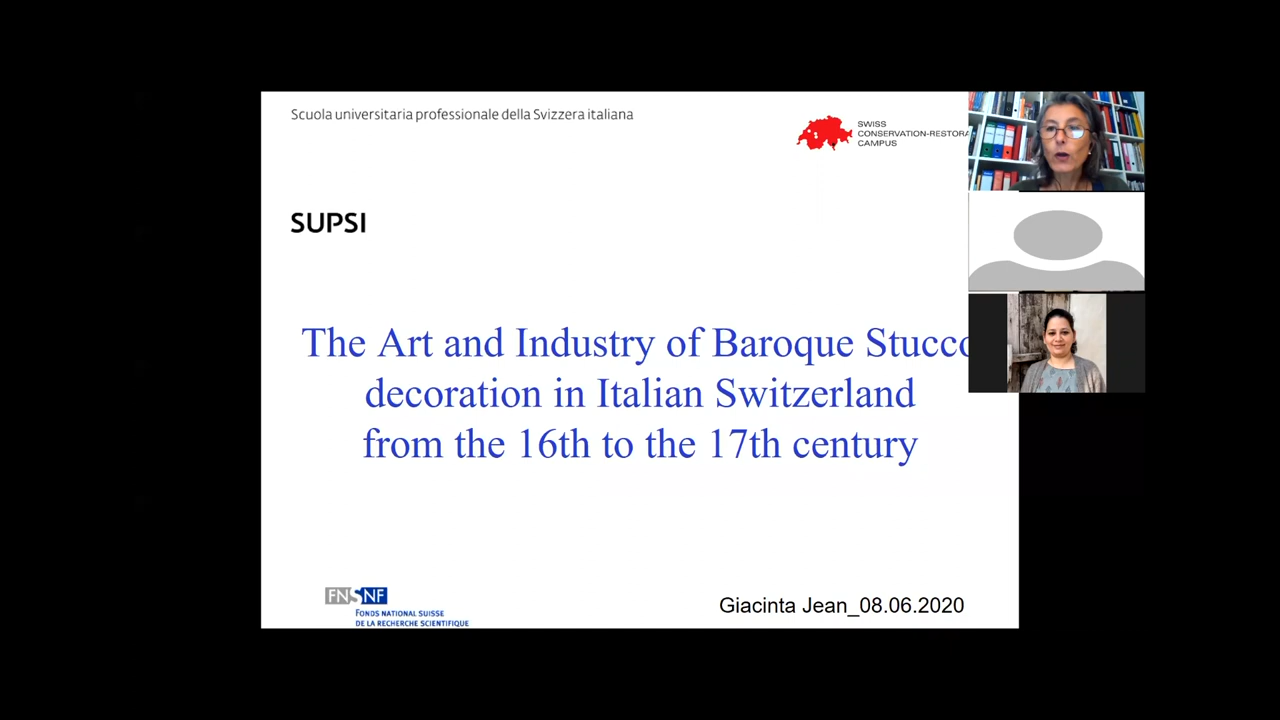 Scuola universitaria professionale della Svizzera italiana
SWISS
CONSERVATION-RESTORA
CAMPUS
SUPSI
The Art and Industry of Baroque Stucco
decoration in Italian Switzerland
from the 16th to the 17th century
FNSNF
FONDS NATIONAL SUISSE
DE LA RECHERCHE SCIENTIFIQUE
Giacinta Jean_08.06.2020